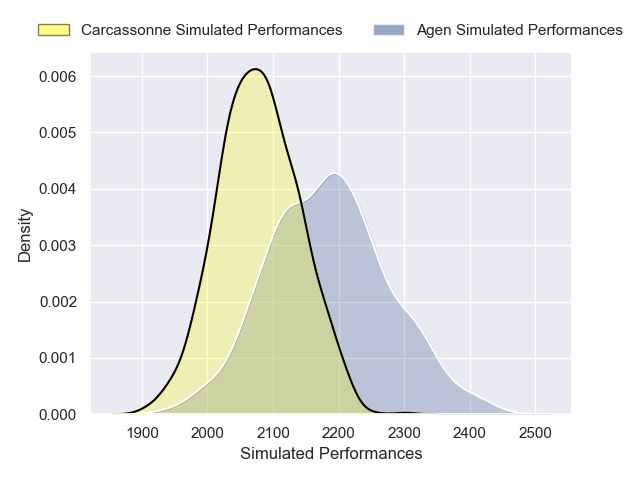 Carcassonne Simulated Performances Agen Simulated Performances
0.006
0.005
0.004
0.003
0.002
0.001
0.000
Density
1900 2000 2100 2200 2300 2400 2500
Simulated Performances